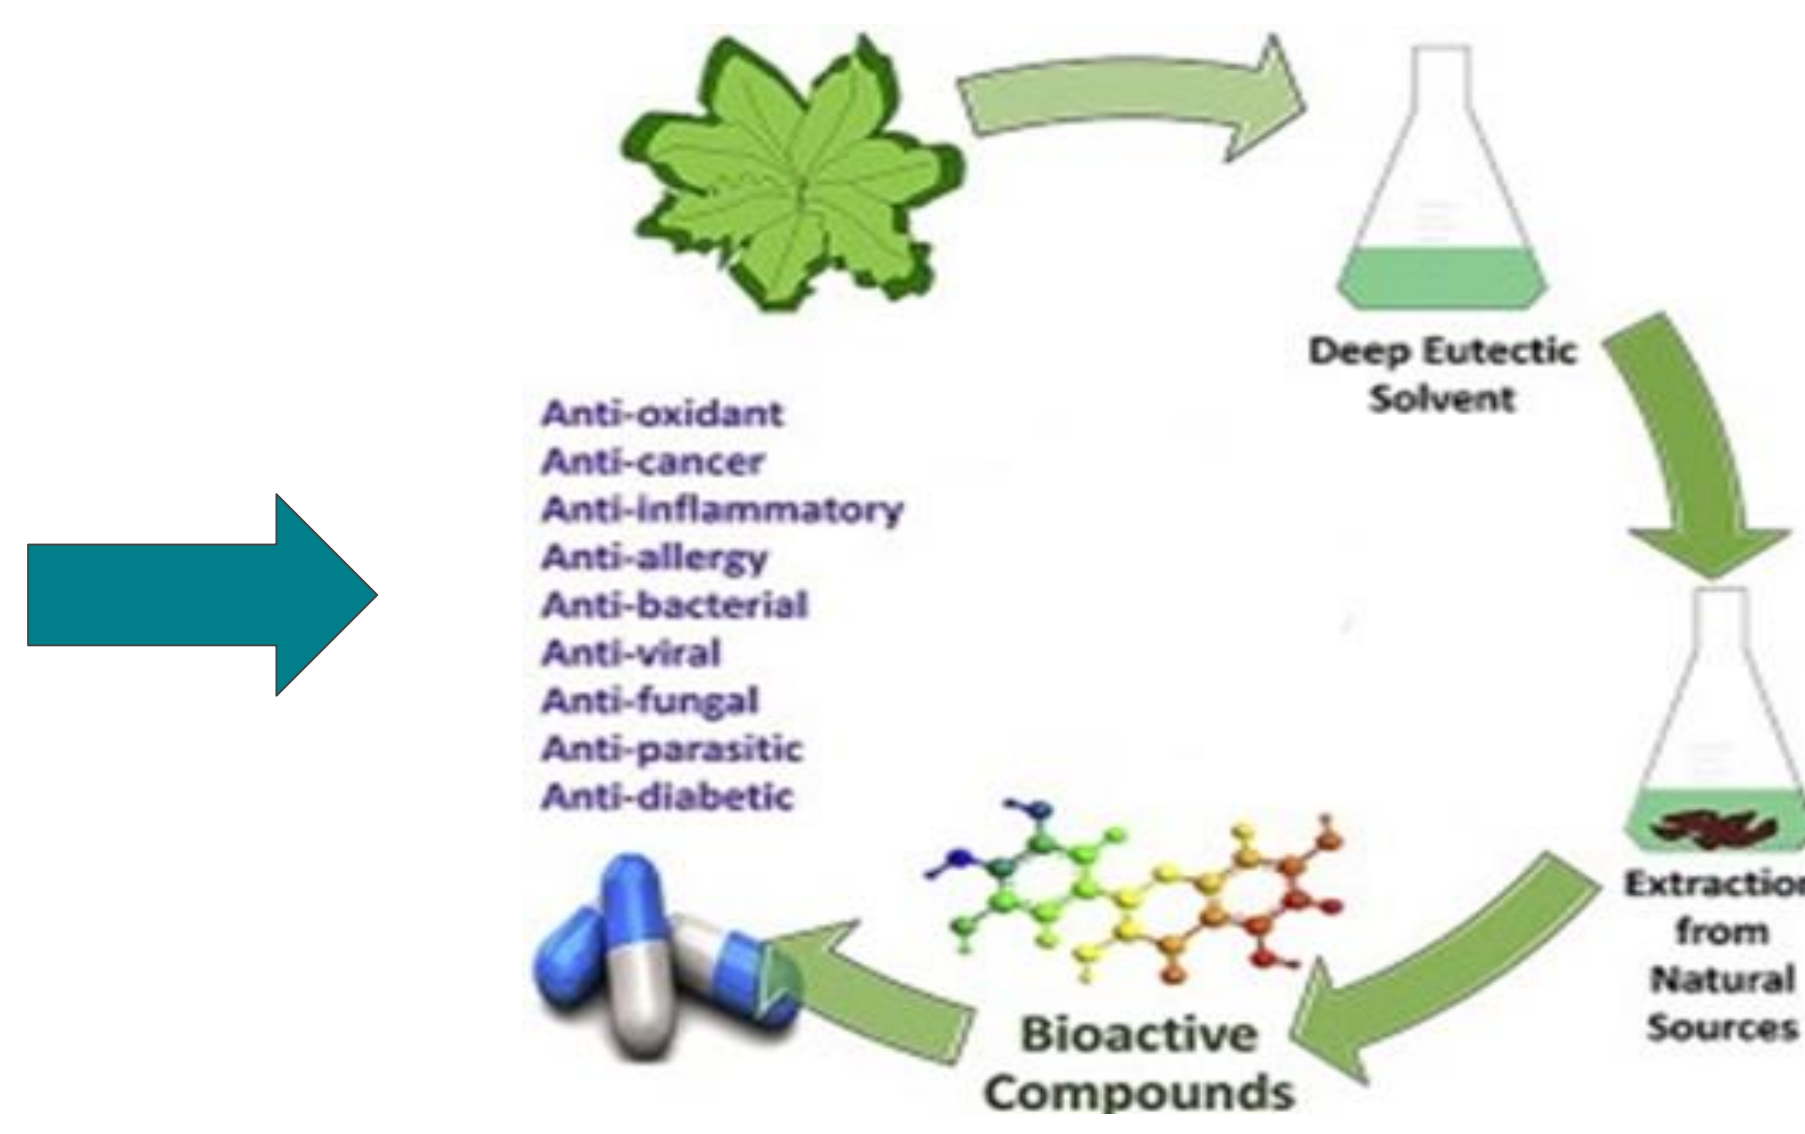 Deep Eutectic
Solvent
Anti-oxidant
Anti-cancer
Anti-inflammatory
Anti-allergy
Anti-bacterial
Anti-viral
Anti-fungal
Anti-parasitic
Anti-diabetic
Extraction
from
Natural
Sources
Bioactive
Compounds